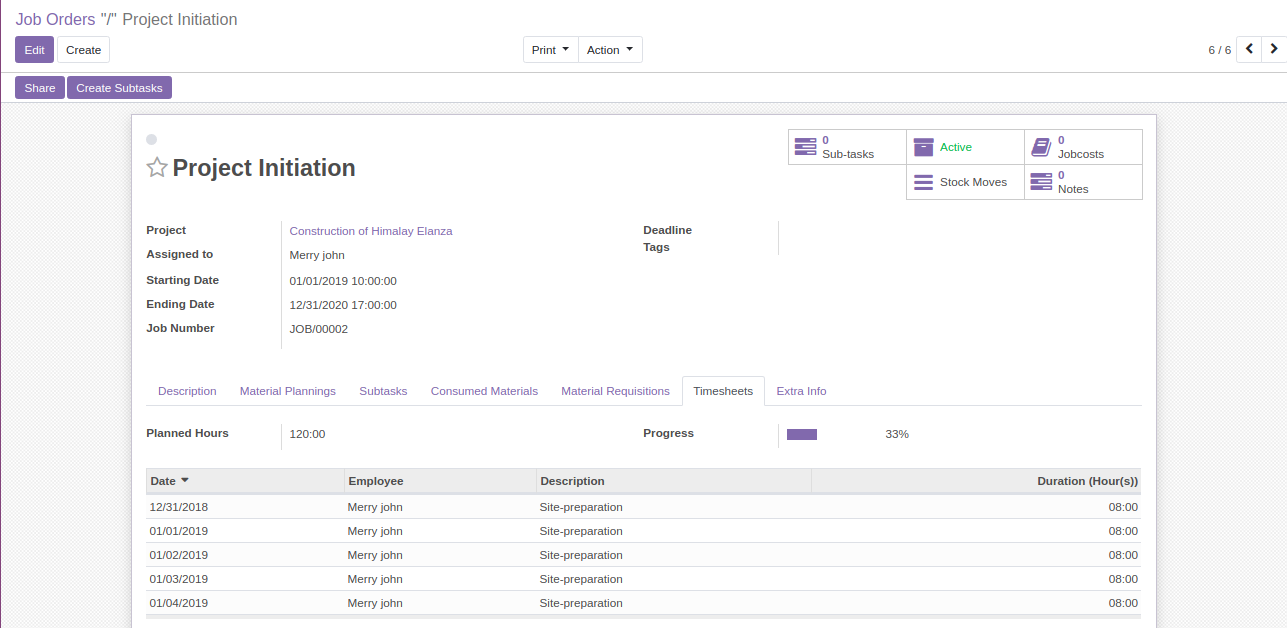 Job Orders "/" Project Initiation
Edit Create Print Action 6 / 6
Share Create Subtasks
0
Sub-tasks
Active
0
Jobcosts
Project Initiation
Stock Moves
0
Notes
Project Construction of Himalay Elanza Deadline
Tags
Assigned to Merry john
Starting Date 01/01/2019 10:00:00
Ending Date 12/31/2020 17:00:00
Job Number JOB/00002
Description Material Plannings Subtasks Consumed Materials Material Requisitions Timesheets Extra Info
Planned Hours 120:00 Progress 33%
Date Employee Description Duration (Hour(s))
12/31/2018 Merry john Site-preparation 08:00
01/01/2019 Merry john Site-preparation 08:00
01/02/2019 Merry john Site-preparation 08:00
01/03/2019 Merry john Site-preparation 08:00
01/04/2019 Merry john Site-preparation 08:00